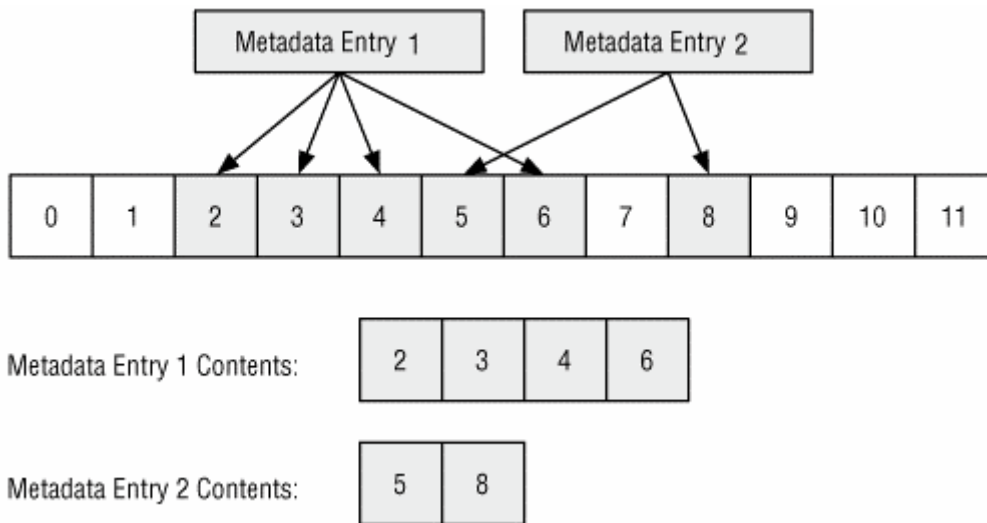 Metadata Entry 1 Metadata Entry 2
0 1 2 3 4 5 6 7 8 9 10 11
Metadata Entry 1 Contents: 2 3 4 6
Metadata Entry 2 Contents: 5 8